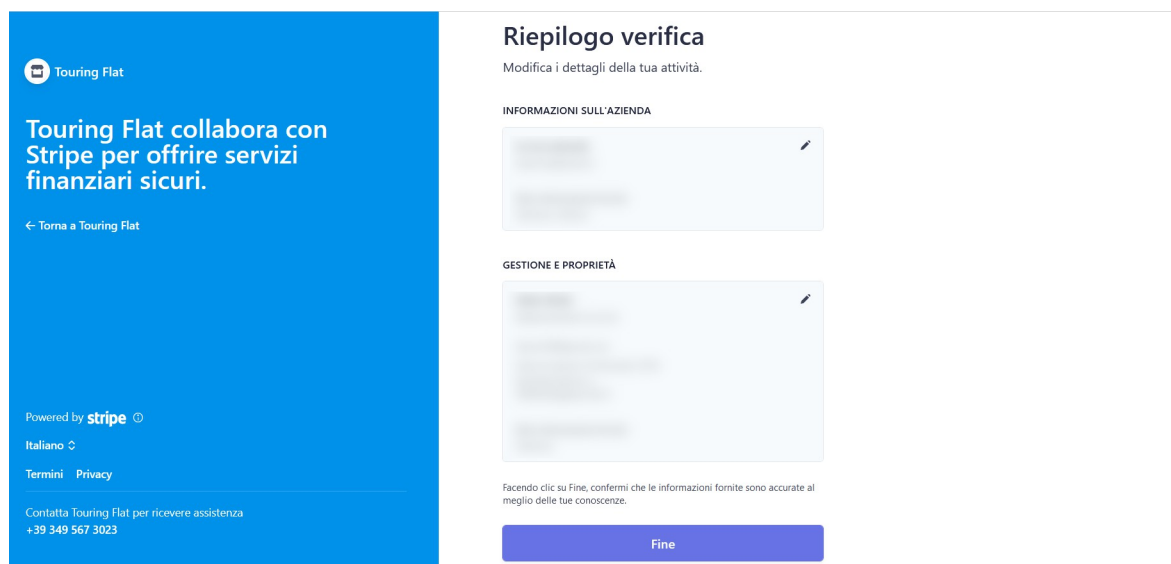 Touring Flat
Touring Flat collabora con
Stripe per offrire servizi
finanziari sicuri.
← Torna a Touring Flat
Powered by stripe
Italiano
Termini Privacy
Contatta Touring Flat per ricevere assistenza
+39 349 567 3023
Riepilogo verifica
Modifica i dettagli della tua attività.
INFORMAZIONI SULL'AZIENDA
GESTIONE E PROPRIETÀ
Facendo clic su Fine, confermi che le informazioni fornite sono accurate al
meglio delle tue conoscenze.
Fine